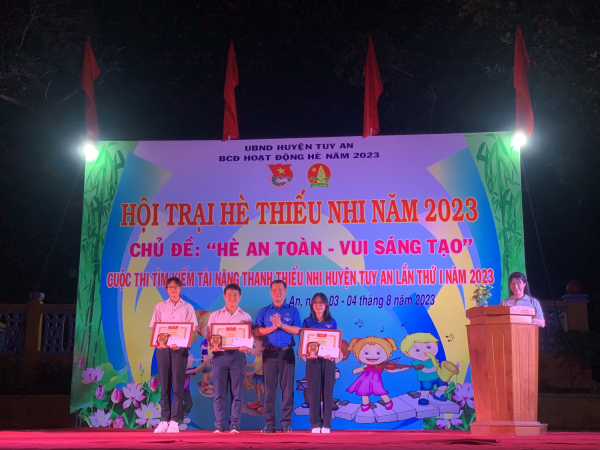 UBND HUYỆN TUY AN
BCĐ HOẠT ĐỘNG HÈ NĂM 2023
HỘI TRẠI HÈ THIẾU NHI NĂM 2023
CHỦ ĐỀ: “HÈ AN TOÀN - VUI SÁNG TẠO”
CUỘC THI TÌM KIẾM TÀI NĂNG THANH THIẾU NHI HUYỆN TUY AN LẦN THỨ I NĂM 2023
An, 03 - 04 tháng 8 năm 2023